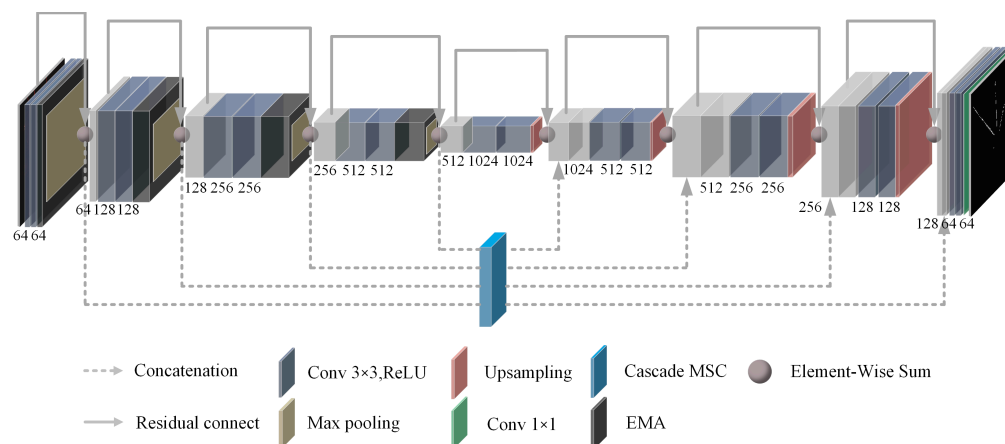 64 64
64 128 128
128 256 256
256 512 512
512 1024 1024
1024 512 512
512 256 256
256 128 128
128 64 64
Concatenation
Conv 3×3,ReLU
Upsampling
Cascade MSC
Element-Wise Sum
Residual connect
Max pooling
Conv 1×1
EMA